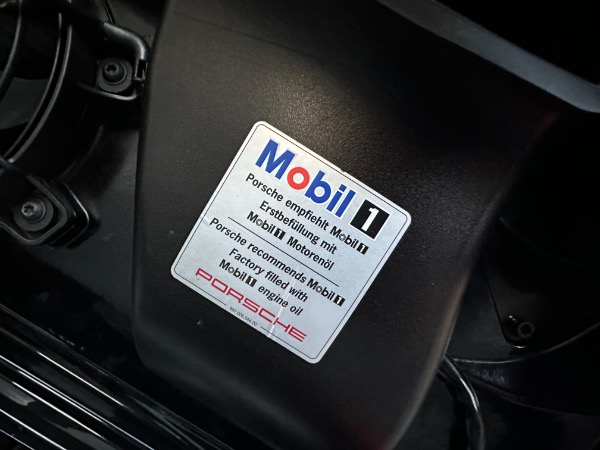 Mobil 1
Porsche empfiehlt Mobil 1
Erstbefüllung mit
Mobil 1 Motorenöl
Porsche recommends Mobil 1
Factory filled with
Mobil 1 engine oil
PORSCHE